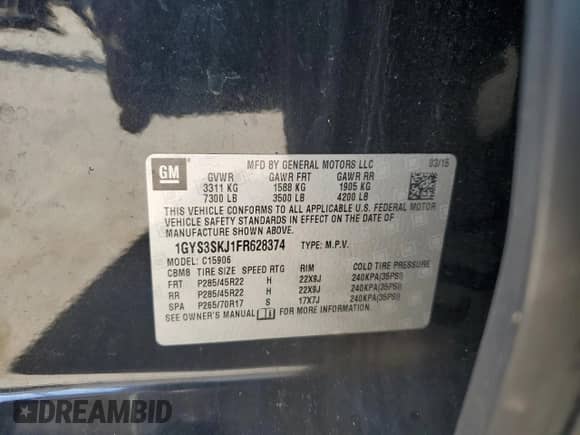 GM
MFD BY GENERAL MOTORS LLC 03/15
GVWR GAWR FRT GAWR RR
3311 KG 1588 KG 1905 KG
7300 LB 3500 LB 4200 LB
THIS VEHICLE CONFORMS TO ALL APPLICABLE U.S. FEDERAL MOTOR
VEHICLE SAFETY STANDARDS IN EFFECT ON THE DATE OF
MANUFACTURE SHOWN ABOVE.
1GYS3SKJ1FR628374 TYPE: M.P.V.
MODEL: C15906
CBMB TIRE SIZE SPEED RTG RIM COLD TIRE PRESSURE
FRT P285/45R22 H 22X9J 240KPA(35PSI)
RR P285/45R22 H 22X9J 240KPA(35PSI)
SPA P265/70R17 S 17X7J 240KPA(35PSI)
SEE OWNER'S MANUAL FOR MORE INFORMATION.
DREAMBID